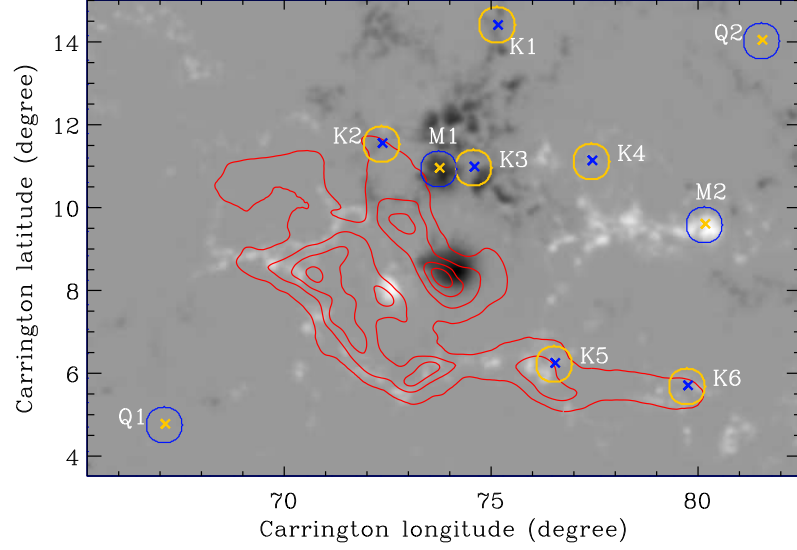 14
12
10
8
6
4
70
75
80
Carrington latitude (degree)
Carrington longitude (degree)
K1
Q2
K2
M1
K3
K4
M2
K5
K6
Q1